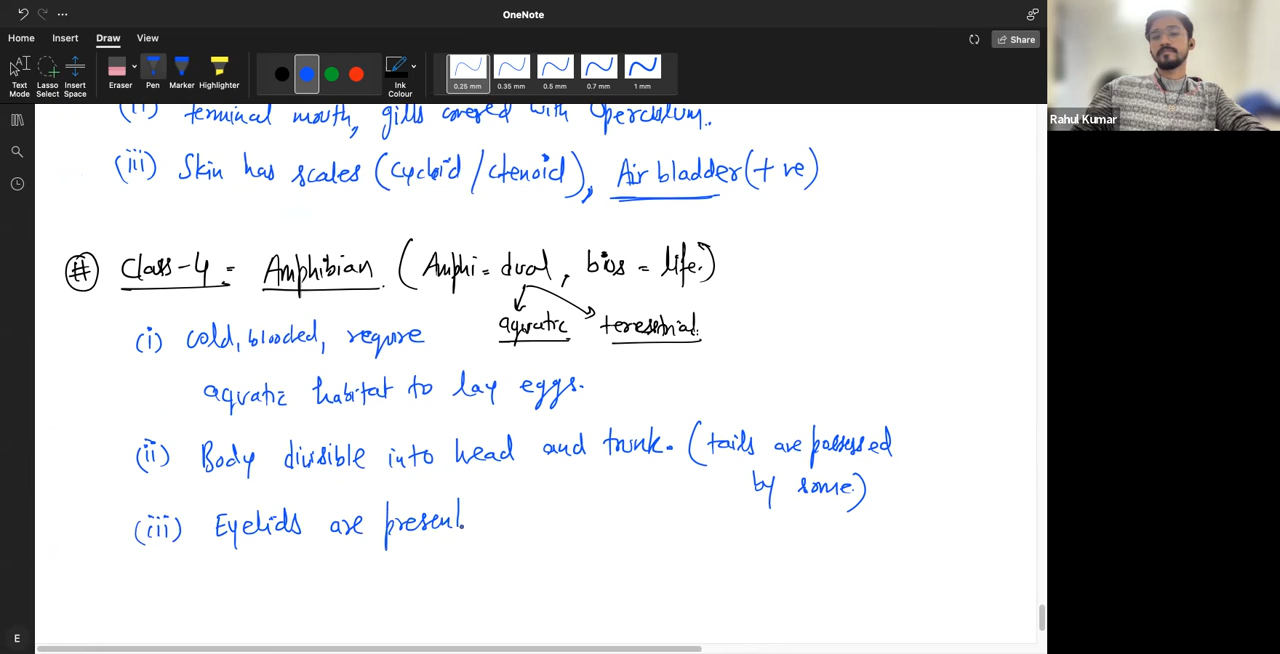 OneNote
Home Insert Draw View
Share
Text Mode Lasso Select Insert Space Eraser Pen Marker Highlighter Ink Colour 0.25 mm 0.35 mm 0.5 mm 0.7 mm 1 mm
Rahul Kumar
(ii) terminal mouth, gills covered with Operculum.
(iii) Skin has scales (cycloid/ctenoid), Air bladder (+ve)
# Class-4 = Amphibian (Amphi = dual, bios = life.)
aquatic terrestrial.
(i) cold, blooded, require
aquatic habitat to lay eggs.
(ii) Body divisible into head and trunk. (tails are possessed
by some.)
(iii) Eyelids are present.
E